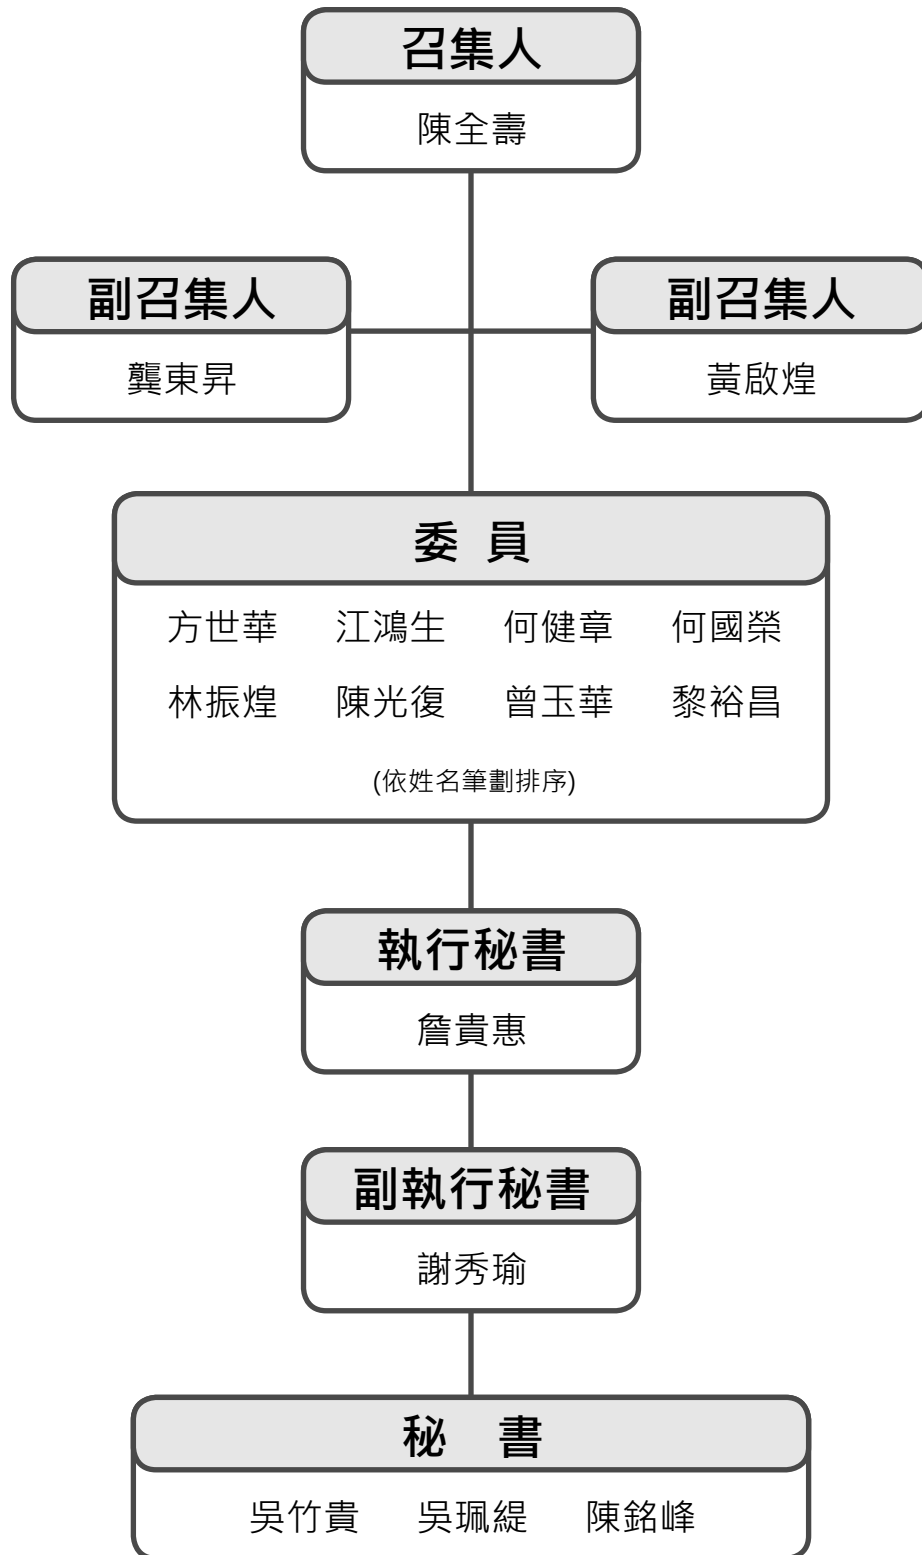 召集人
陳全壽
副召集人
龔東昇
副召集人
黃啟煌
委 員
方世華 江鴻生 何健章 何國榮
林振煌 陳光復 曾玉華 黎裕昌
(依姓名筆劃排序)
執行秘書
詹貴惠
副執行秘書
謝秀瑜
秘 書
吳竹貴 吳珮緹 陳銘峰